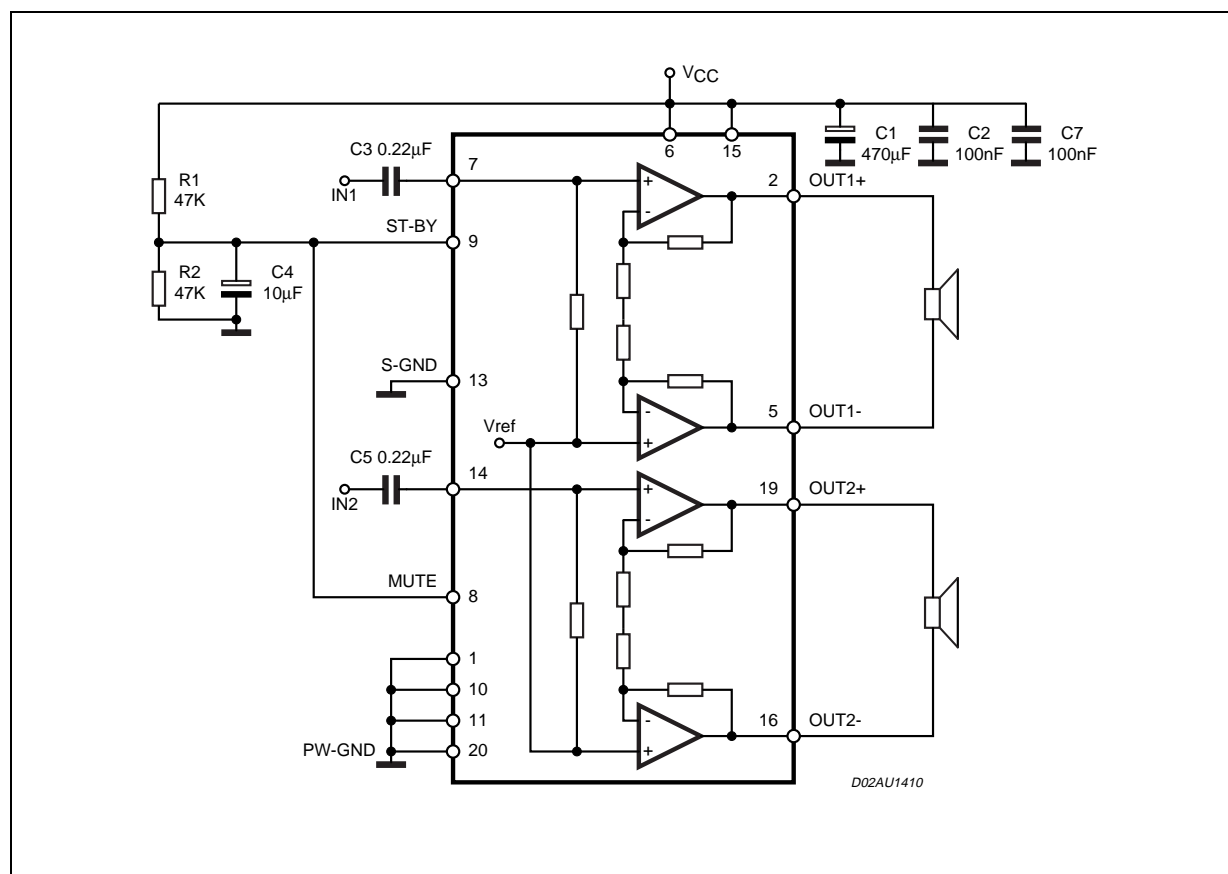 VCC
C3 0.22µF
6
15
C1
470µF
C2
100nF
C7
100nF
IN1
7
+
-
2
OUT1+
R1
47K
ST-BY
9
R2
47K
C4
10µF
S-GND
13
-
+
5
OUT1-
Vref
C5 0.22µF
IN2
14
+
-
19
OUT2+
MUTE
8
1
10
11
PW-GND
20
-
+
16
OUT2-
D02AU1410